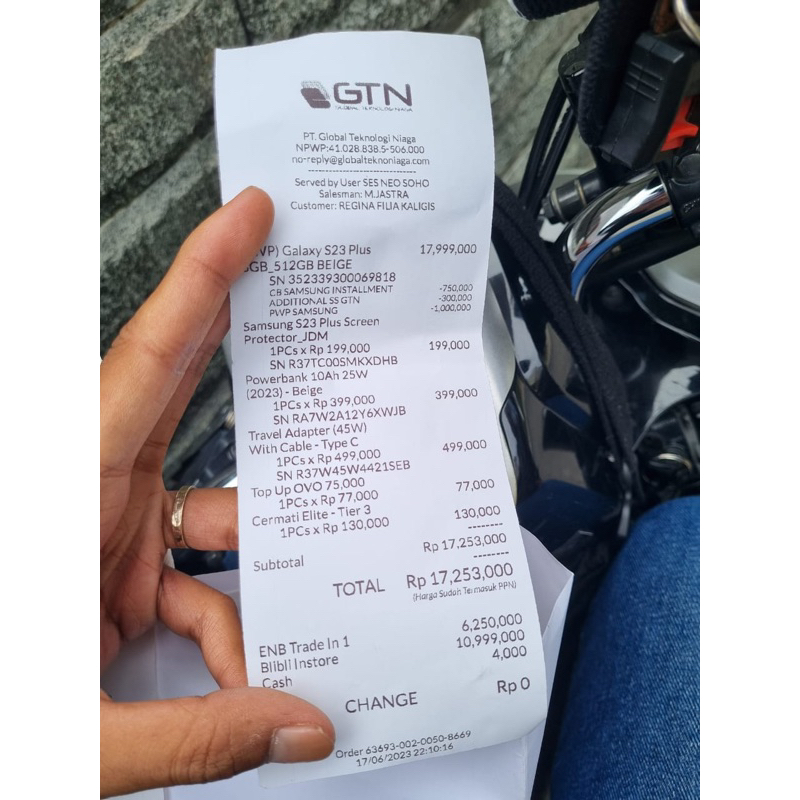 GTN
GLOBAL TEKNOLOGI NIAGA
PT. Global Teknologi Niaga
NPWP:41.028.838.5-506.000
no-reply@globalteknoniaga.com
Served by User SES NEO SOHO
Salesman: M.JASTRA
Customer: REGINA FILIA KALIGIS
Galaxy S23 Plus 17,999,000
512GB BEIGE
SN 352339300069818
CB SAMSUNG INSTALLMENT -750,000
ADDITIONAL SS GTN -300,000
PWP SAMSUNG -1,000,000
Samsung S23 Plus Screen
Protector_JDM
1PCs x Rp 199,000 199,000
SN R37TC00SMKXDHB
Powerbank 10Ah 25W
(2023) - Beige
1PCs x Rp 399,000 399,000
SN RA7W2A12Y6XWJB
Travel Adapter (45W)
With Cable - Type C
1PCs x Rp 499,000 499,000
SN R37W45W4421SEB
Top Up OVO 75,000
1PCs x Rp 77,000 77,000
Cermati Elite - Tier 3
1PCs x Rp 130,000 130,000
Subtotal Rp 17.253,000
TOTAL Rp 17,253,000
(Harga Sudah Termasuk PPN)
ENB Trade In 1 6,250,000
Blibli Instore 10,999,000
Cash 4,000
CHANGE Rp 0
Order 63693-002-0050-8669
17/06/2023 22:10:16